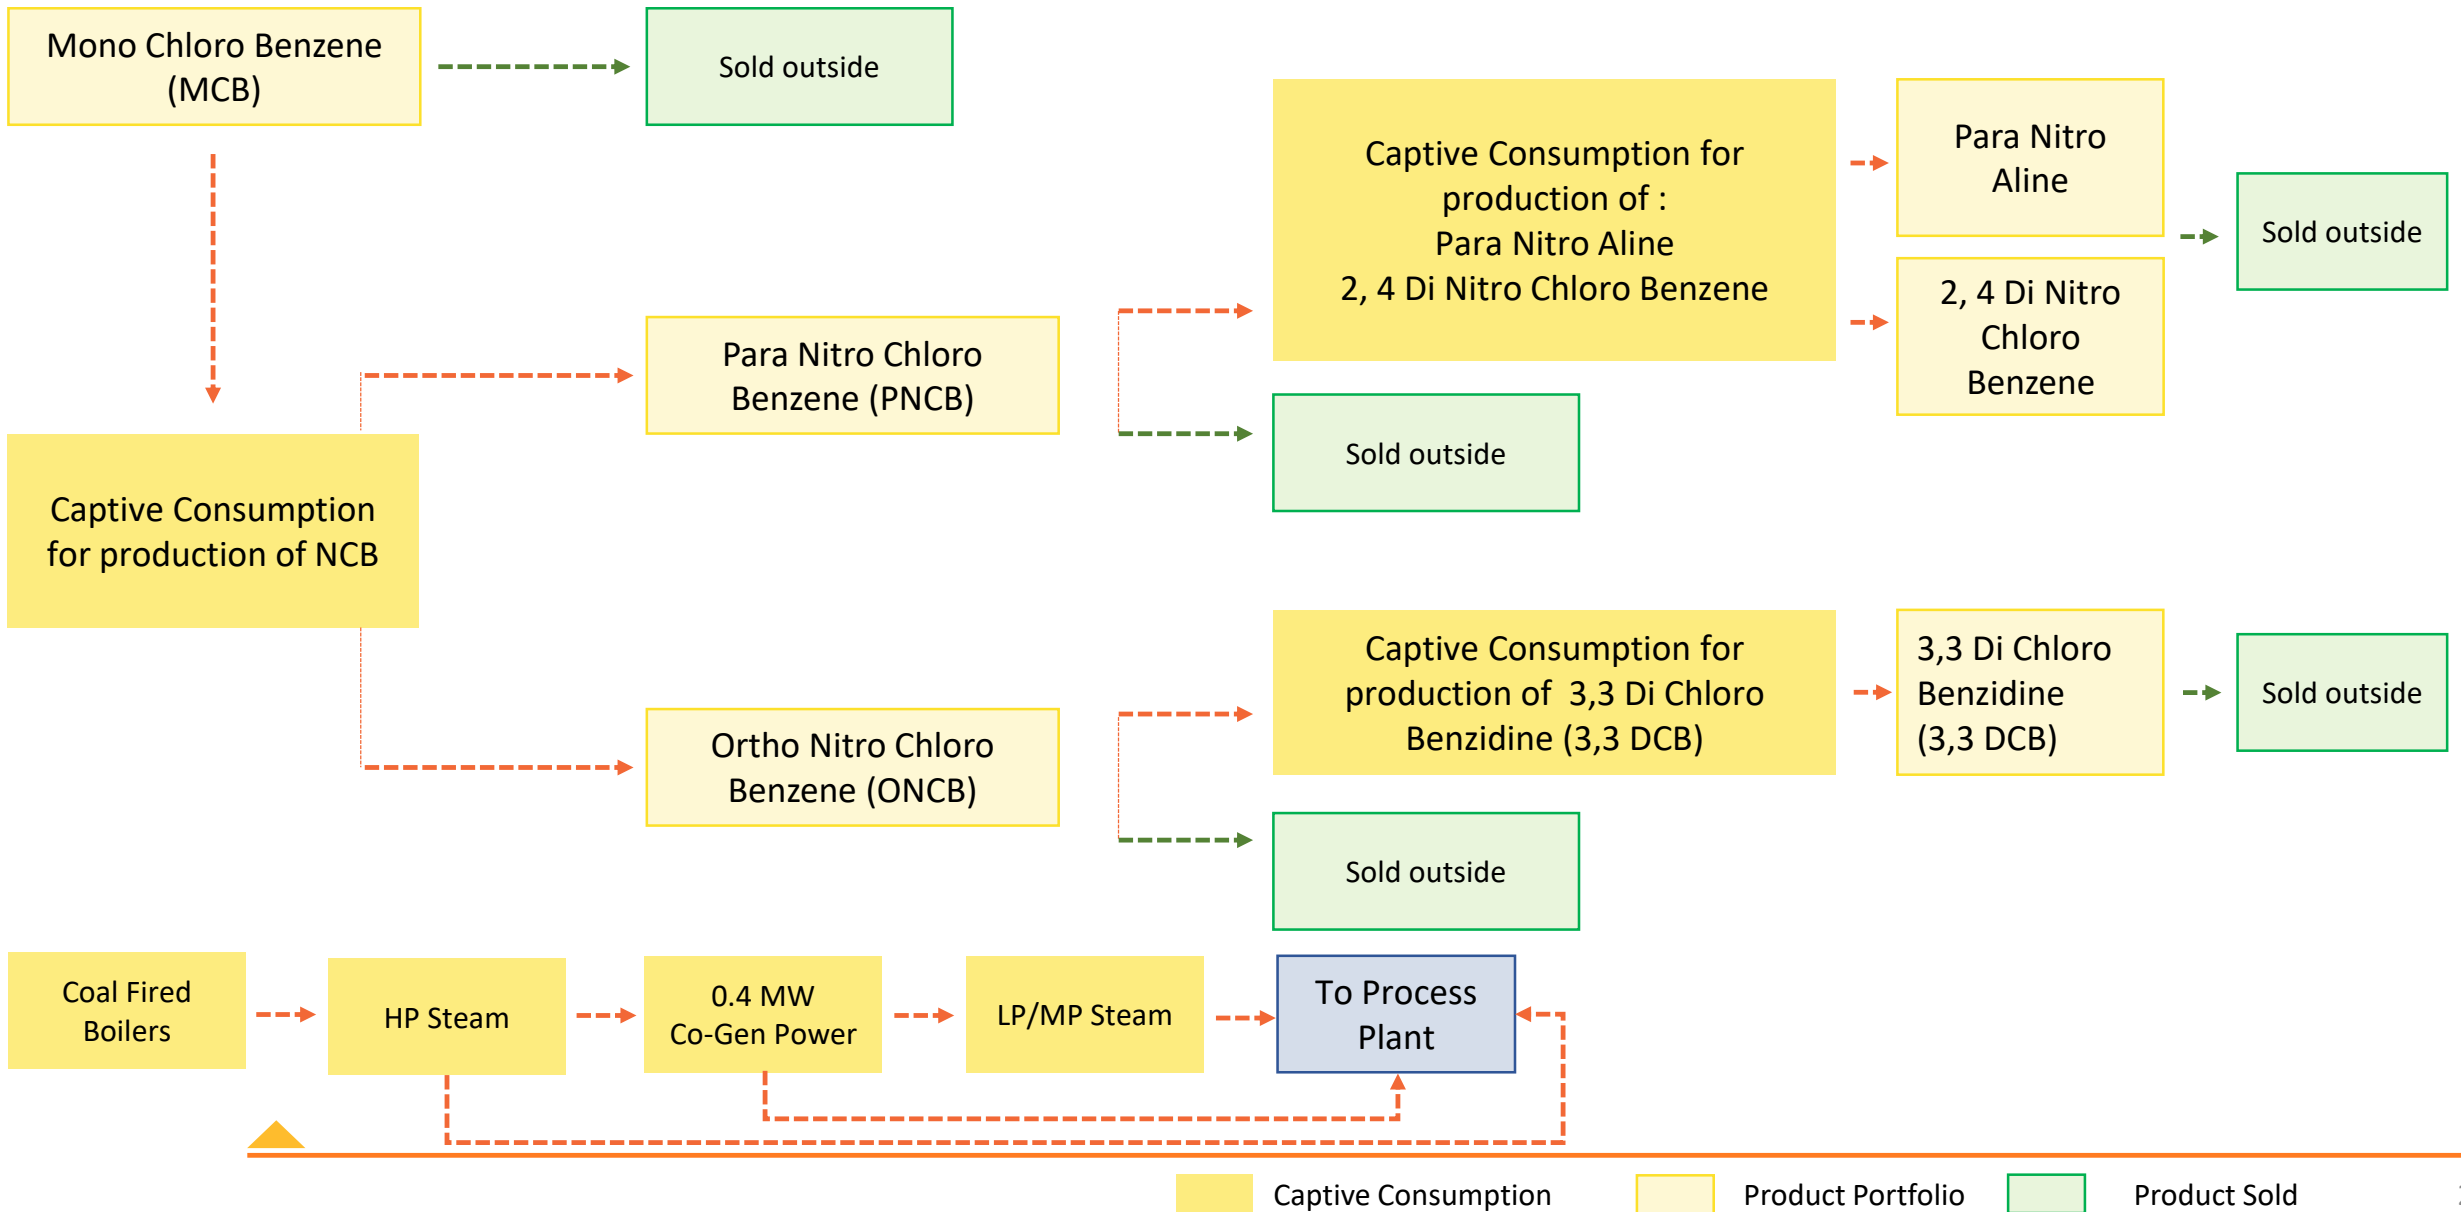 Mono Chloro Benzene
(MCB)
Sold outside
Captive Consumption for
production of :
Para Nitro Aline
2, 4 Di Nitro Chloro Benzene
Para Nitro
Aline
Sold outside
2, 4 Di Nitro
Chloro
Benzene
Para Nitro Chloro
Benzene (PNCB)
Sold outside
Captive Consumption
for production of NCB
Captive Consumption for
production of 3,3 Di Chloro
Benzidine (3,3 DCB)
3,3 Di Chloro
Benzidine
(3,3 DCB)
Sold outside
Ortho Nitro Chloro
Benzene (ONCB)
Sold outside
Coal Fired
Boilers
HP Steam
0.4 MW
Co-Gen Power
LP/MP Steam
To Process
Plant
Captive Consumption
Product Portfolio
Product Sold